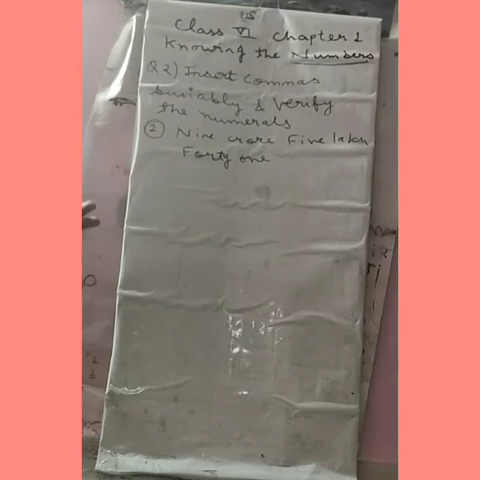 Class VI Chapter 1
Knowing the Numbers
Q 2) Insert Commas
suviably & Verify
the numerals
② Nine crore Five lakh
Forty one